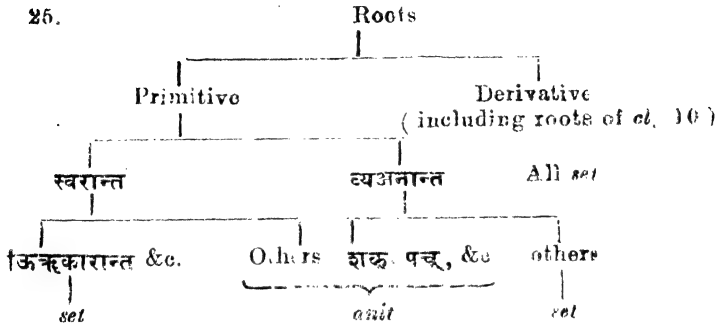 25. Roots
Primitive Derivative
( including roots of cl. 10 )
स्वरान्त व्यञ्जनान्त All set
ऊॠकारान्त &c. Others शक्, पच्, &c others
set anit set